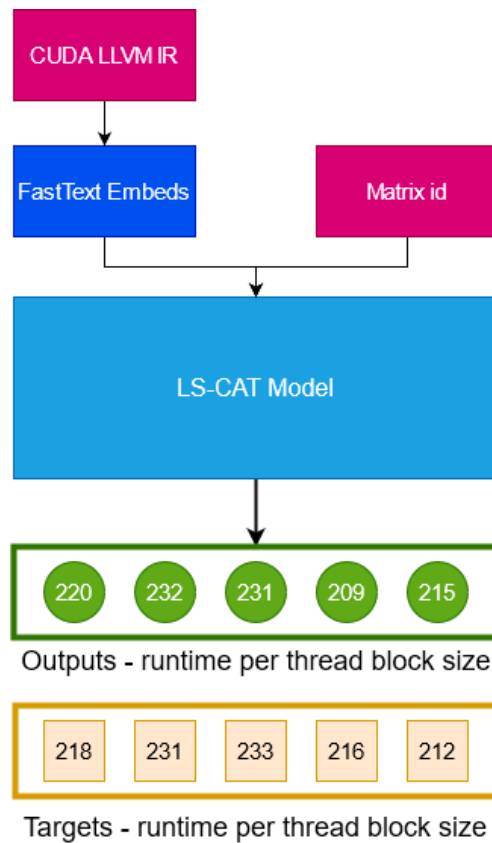 CUDA LLVM IR
FastText Embeds
Matrix id
LS-CAT Model
220 232 231 209 215
Outputs - runtime per thread block size
218 231 233 216 212
Targets - runtime per thread block size